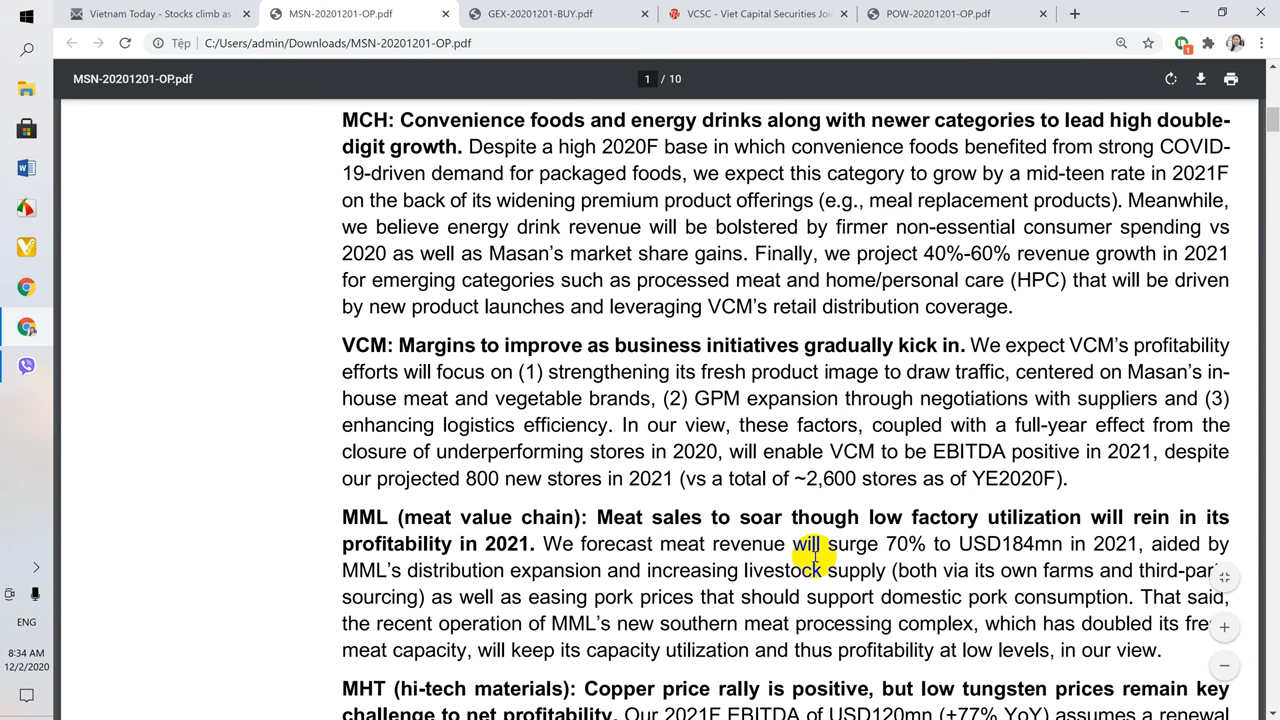 Vietnam Today - Stocks climb as
MSN-20201201-OP.pdf
GEX-20201201-BUY.pdf
VCSC - Viet Capital Securities Joi
POW-20201201-OP.pdf
Tệp
C:/Users/admin/Downloads/MSN-20201201-OP.pdf
1
MSN-20201201-OP.pdf
1 / 10
MCH: Convenience foods and energy drinks along with newer categories to lead high double-
digit growth. Despite a high 2020F base in which convenience foods benefited from strong COVID-
19-driven demand for packaged foods, we expect this category to grow by a mid-teen rate in 2021F
on the back of its widening premium product offerings (e.g., meal replacement products). Meanwhile,
we believe energy drink revenue will be bolstered by firmer non-essential consumer spending vs
2020 as well as Masan's market share gains. Finally, we project 40%-60% revenue growth in 2021
for emerging categories such as processed meat and home/personal care (HPC) that will be driven
by new product launches and leveraging VCM's retail distribution coverage.
VCM: Margins to improve as business initiatives gradually kick in. We expect VCM's profitability
efforts will focus on (1) strengthening its fresh product image to draw traffic, centered on Masan's in-
house meat and vegetable brands, (2) GPM expansion through negotiations with suppliers and (3)
enhancing logistics efficiency. In our view, these factors, coupled with a full-year effect from the
closure of underperforming stores in 2020, will enable VCM to be EBITDA positive in 2021, despite
our projected 800 new stores in 2021 (vs a total of ~2,600 stores as of YE2020F).
MML (meat value chain): Meat sales to soar though low factory utilization will rein in its
profitability in 2021. We forecast meat revenue will surge 70% to USD184mn in 2021, aided by
MML's distribution expansion and increasing livestock supply (both via its own farms and third-part
sourcing) as well as easing pork prices that should support domestic pork consumption. That said,
the recent operation of MML's new southern meat processing complex, which has doubled its fre
meat capacity, will keep its capacity utilization and thus profitability at low levels, in our view.
MHT (hi-tech materials): Copper price rally is positive, but low tungsten prices remain key
challenge to net profitability. Our 2021F EBITDA of USD120mn (+77% YoY) assumes a renewal
ENG
8:34 AM
12/2/2020